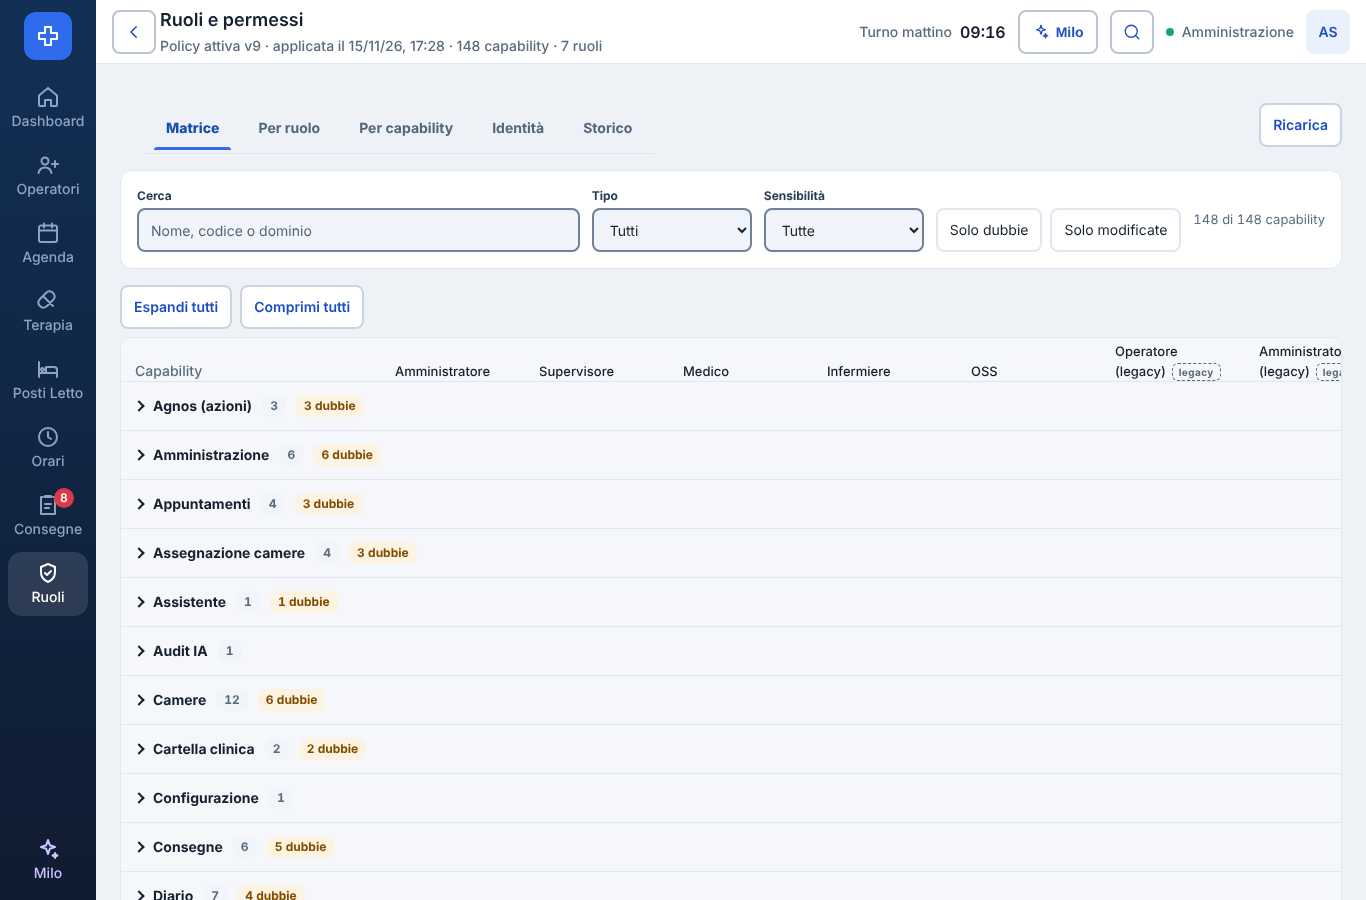 Ruoli e permessi
Policy attiva v9 · applicata il 15/11/26, 17:28 · 148 capability · 7 ruoli
Turno mattino 09:16
Milo
Amministrazione
AS
Dashboard
Operatori
Agenda
Terapia
Posti Letto
Orari
8
Consegne
Ruoli
Milo
Matrice
Per ruolo
Per capability
Identità
Storico
Ricarica
Cerca
Nome, codice o dominio
Tipo
Tutti
Sensibilità
Tutte
Solo dubbie
Solo modificate
148 di 148 capability
Espandi tutti
Comprimi tutti
Capability
Amministratore
Supervisore
Medico
Infermiere
OSS
Operatore
(legacy) legacy
Amministrato
(legacy) lega
Agnos (azioni) 3 3 dubbie
Amministrazione 6 6 dubbie
Appuntamenti 4 3 dubbie
Assegnazione camere 4 3 dubbie
Assistente 1 1 dubbie
Audit IA 1
Camere 12 6 dubbie
Cartella clinica 2 2 dubbie
Configurazione 1
Consegne 6 5 dubbie
Diario 7 4 dubbie